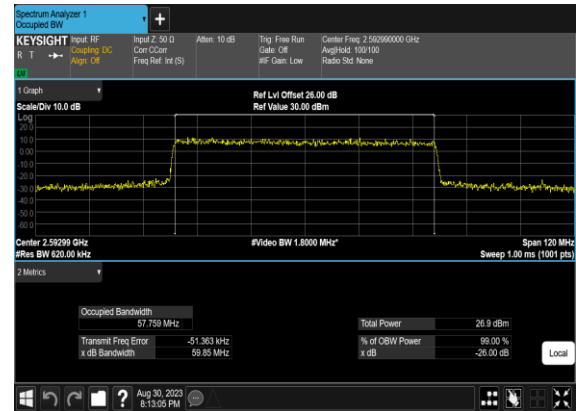 Spectrum Analyzer 1
Occupied BW
+
KEYSIGHT
R T
LXI
Input: RF
Coupling: DC
Align: Off
Input Z: 50 Ω
Corr CCorr
Freq Ref: Int (S)
Atten: 10 dB
Trig: Free Run
Gate: Off
#IF Gain: Low
Center Freq: 2.592990000 GHz
Avg|Hold: 100/100
Radio Std: None
1 Graph
Scale/Div 10.0 dB
Ref Lvl Offset 26.00 dB
Ref Value 30.00 dBm
Log
20.0
10.0
0.00
-10.0
-20.0
-30.0
-40.0
-50.0
-60.0
Center 2.59299 GHz
#Res BW 620.00 kHz
#Video BW 1.8000 MHz*
Span 120 MHz
Sweep 1.00 ms (1001 pts)
2 Metrics
Occupied Bandwidth
57.759 MHz
Total Power 26.9 dBm
Transmit Freq Error -51.363 kHz
% of OBW Power 99.00 %
x dB Bandwidth 59.85 MHz
x dB -26.00 dB
Local
?
Aug 30, 2023
8:13:05 PM